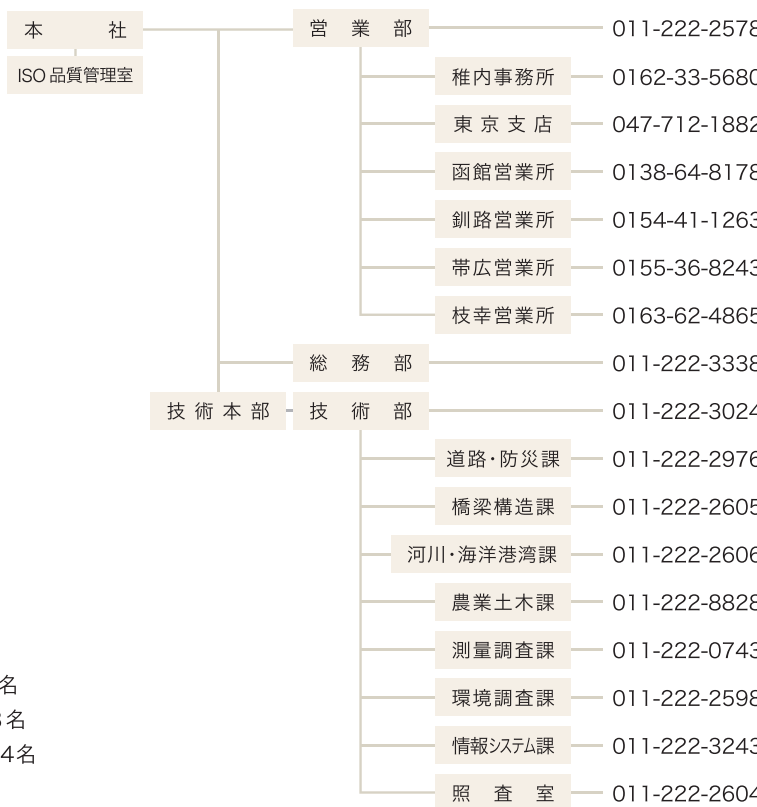 本社 営業部 011-222-2578
ISO品質管理室
稚内事務所 0162-33-5680
東京支店 047-712-1882
函館営業所 0138-64-8178
釧路営業所 0154-41-1263
帯広営業所 0155-36-8243
枝幸営業所 0163-62-4865
総務部 011-222-3338
技術本部 技術部 011-222-3024
道路・防災課 011-222-2976
橋梁構造課 011-222-2605
河川・海洋港湾課 011-222-2606
農業土木課 011-222-8828
測量調査課 011-222-0743
名
環境調査課 011-222-2598
名
情報システム課 011-222-3243
4名
照査室 011-222-2604